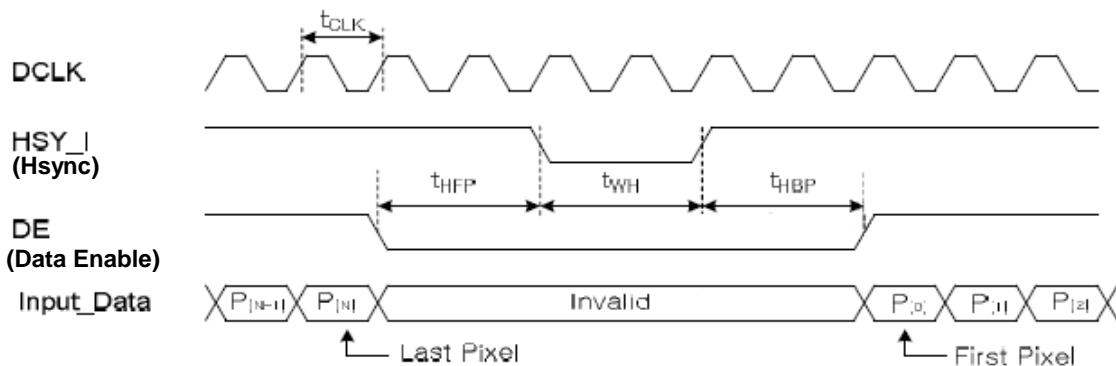 tCLK
DCLK
HSY_I
(Hsync)
tHFP
tWH
tHBP
DE
(Data Enable)
Input_Data
P[N-1]
P[N]
Invalid
P[0]
P[1]
P[2]
Last Pixel
First Pixel